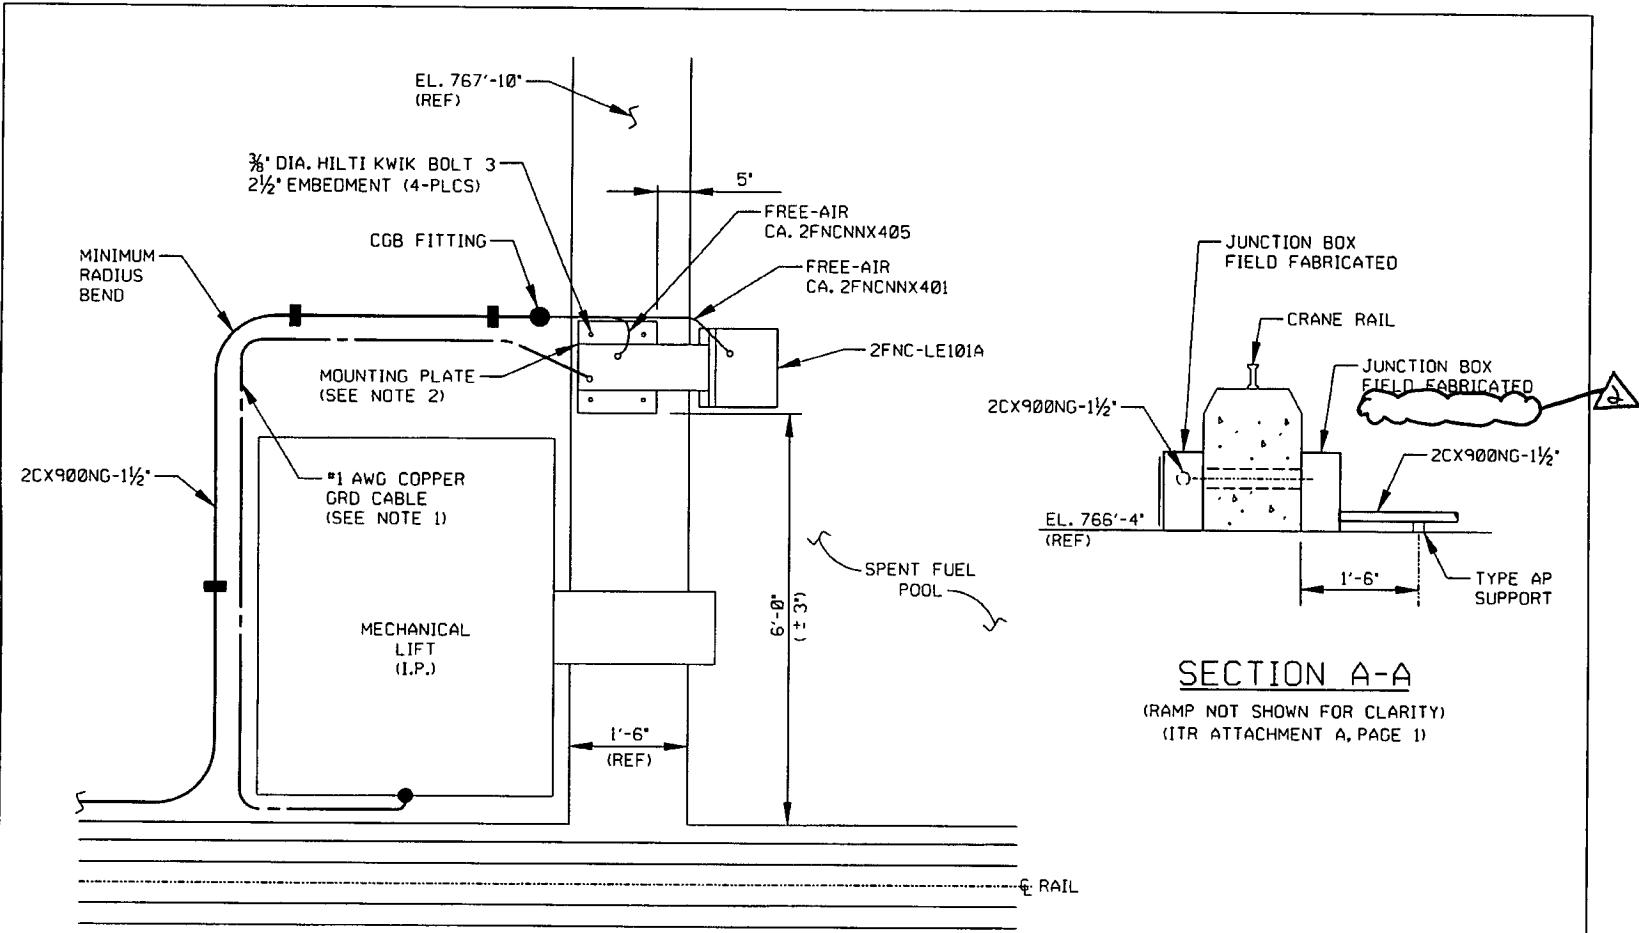 EL. 767'-10"
(REF)
⅜" DIA. HILTI KWIK BOLT 3
2½" EMBEDMENT (4-PLCS)
5"
FREE-AIR
CA. 2FNCNNX405
CGB FITTING
MINIMUM
RADIUS
BEND
FREE-AIR
CA. 2FNCNNX401
2FNC-LE101A
MOUNTING PLATE
(SEE NOTE 2)
2CX900NG-1½"
#1 AWG COPPER
GRD CABLE
(SEE NOTE 1)
SPENT FUEL
POOL
6'-0"
(±3")
MECHANICAL
LIFT
(I.P.)
1'-6"
(REF)
℄ RAIL
JUNCTION BOX
FIELD FABRICATED
CRANE RAIL
JUNCTION BOX
FIELD FABRICATED
2
2CX900NG-1½"
2CX900NG-1½"
EL. 766'-4"
(REF)
1'-6"
TYPE AP
SUPPORT
SECTION A-A
(RAMP NOT SHOWN FOR CLARITY)
(ITR ATTACHMENT A, PAGE 1)